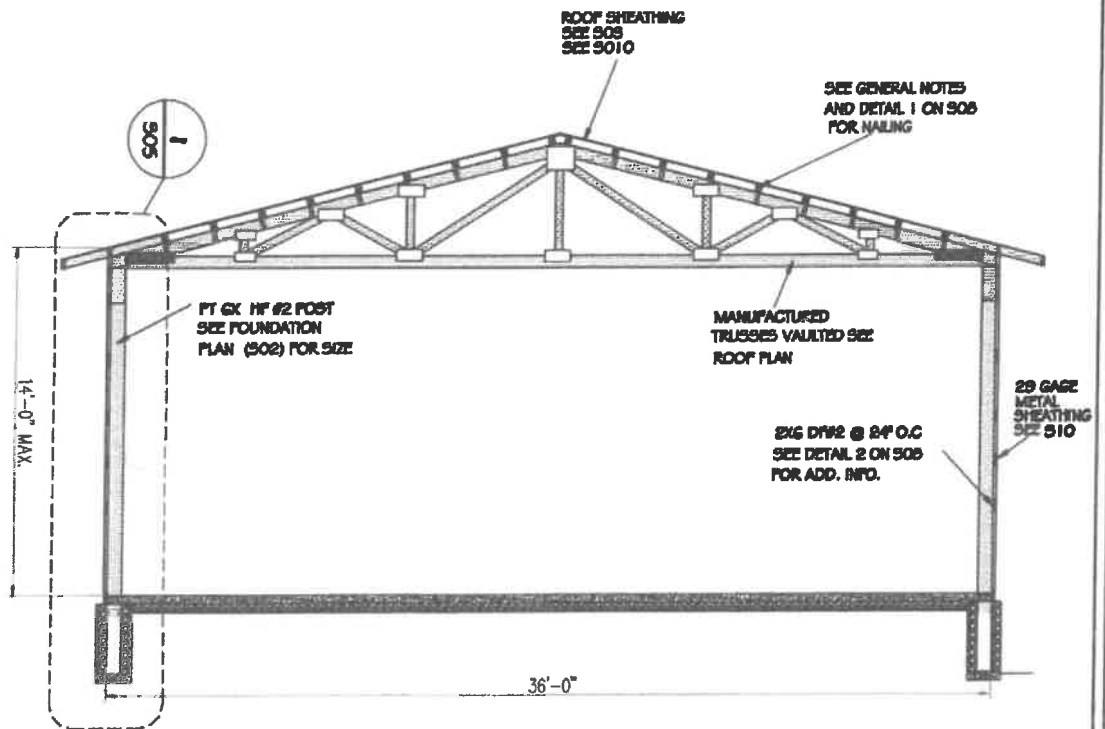 ROOF SHEATHING
SEE S03
SEE S010
SEE GENERAL NOTES
AND DETAIL 1 ON S08
FOR NAILING
1
S05
PT 6X HF #2 POST
SEE FOUNDATION
PLAN (S02) FOR SIZE
MANUFACTURED
TRUSSES VAULTED SEE
ROOF PLAN
29 GAGE
METAL
SHEATHING
SEE S10
2X6 DF#2 @ 24" O.C
SEE DETAIL 2 ON S08
FOR ADD. INFO.
14'-0" MAX.
36'-0"